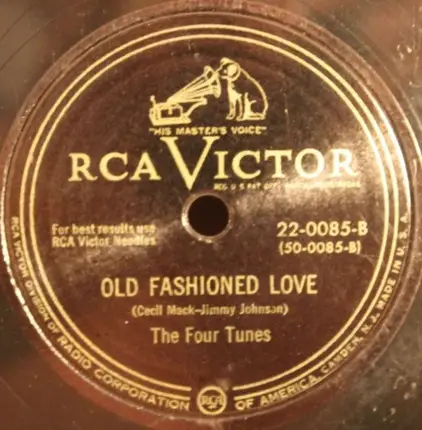 "HIS MASTER'S VOICE"
RCA VICTOR
For best results use
RCA Victor Needles
22-0085-B
(50-0085-B)
OLD FASHIONED LOVE
(Cecil Mack-Jimmy Johnson)
The Four Tunes
RCA VICTOR DIVISION OF RADIO CORPORATION OF AMERICA, CAMDEN, N. J. MADE IN U. S. A.
RCA